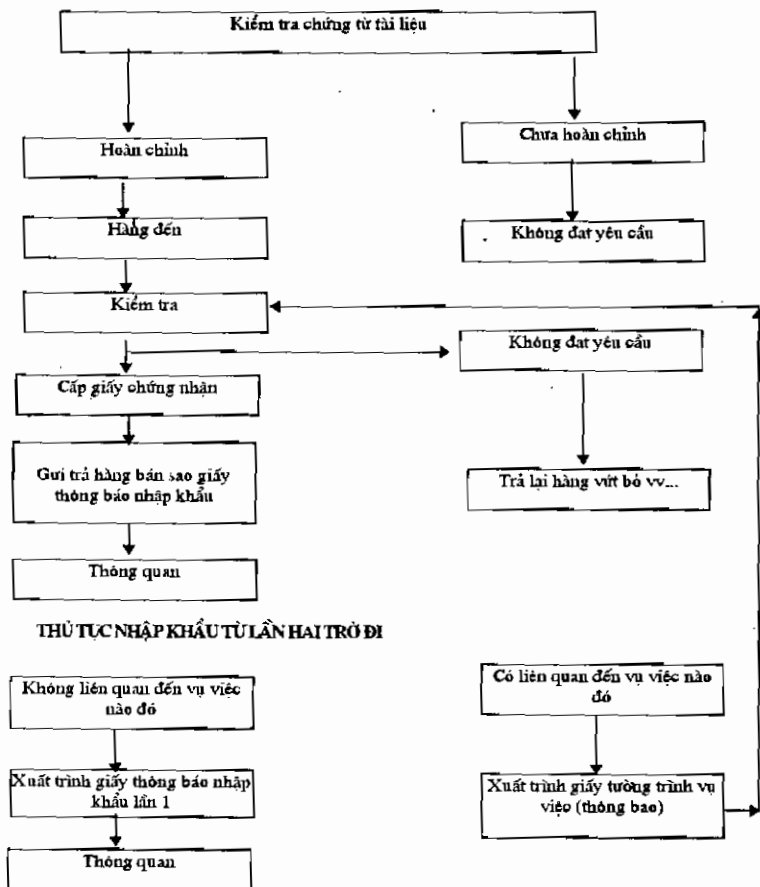 Kiểm tra chứng từ tài liệu
Hoàn chỉnh
Chưa hoàn chỉnh
Hàng đến
Không đat yêu cầu
Kiểm tra
Không đat yêu cầu
Cấp giấy chứng nhận
Gưi trả hàng bán sao giấy
thông báo nhập khẩu
Trả lại hàng vứt bỏ vv...
Thông quan
THỦ TỤC NHẬP KHẨU TỪ LẦN HAI TRỞ ĐI
Không liên quan đến vụ việc
nào đó
Có liên quan đến vụ việc nào
đó
Xuất trình giấy thông báo nhập
khẩu lần 1
Xuất trình giấy tường trình vụ
việc (thông bao)
Thông quan